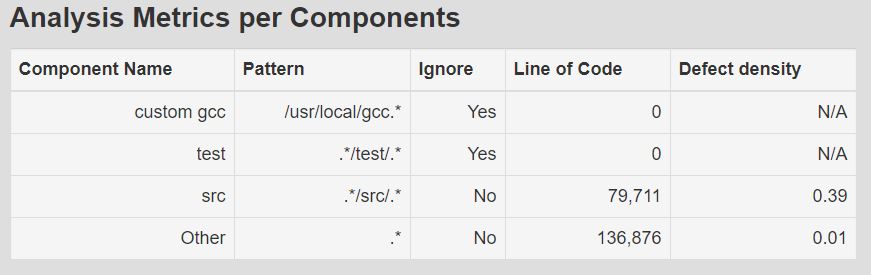 Analysis Metrics per Components
Component Name Pattern Ignore Line of Code Defect density
custom gcc /usr/local/gcc.* Yes 0 N/A
test .*/test/.* Yes 0 N/A
src .*/src/.* No 79,711 0.39
Other .* No 136,876 0.01